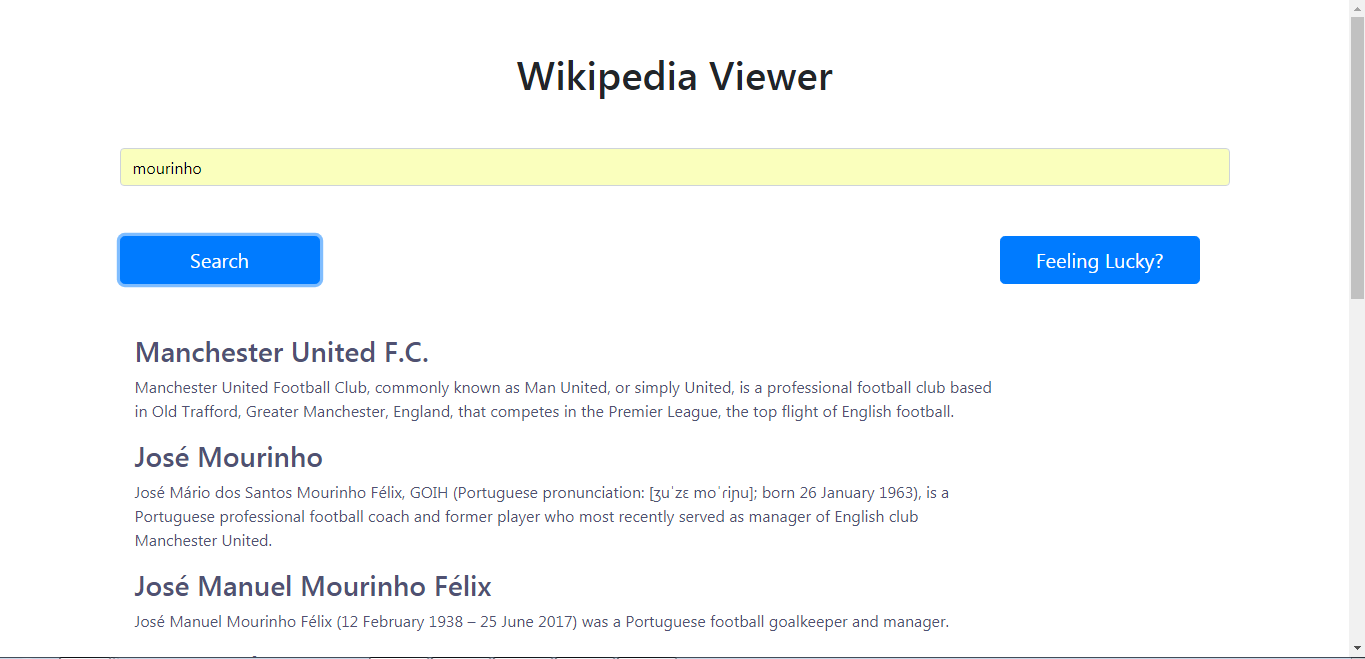 Wikipedia Viewer
mourinho
Search
Feeling Lucky?
Manchester United F.C.
Manchester United Football Club, commonly known as Man United, or simply United, is a professional football club based
in Old Trafford, Greater Manchester, England, that competes in the Premier League, the top flight of English football.
José Mourinho
José Mário dos Santos Mourinho Félix, GOIH (Portuguese pronunciation: [ʒuˈzɛ moˈɾiɲu]; born 26 January 1963), is a
Portuguese professional football coach and former player who most recently served as manager of English club
Manchester United.
José Manuel Mourinho Félix
José Manuel Mourinho Félix (12 February 1938 – 25 June 2017) was a Portuguese football goalkeeper and manager.